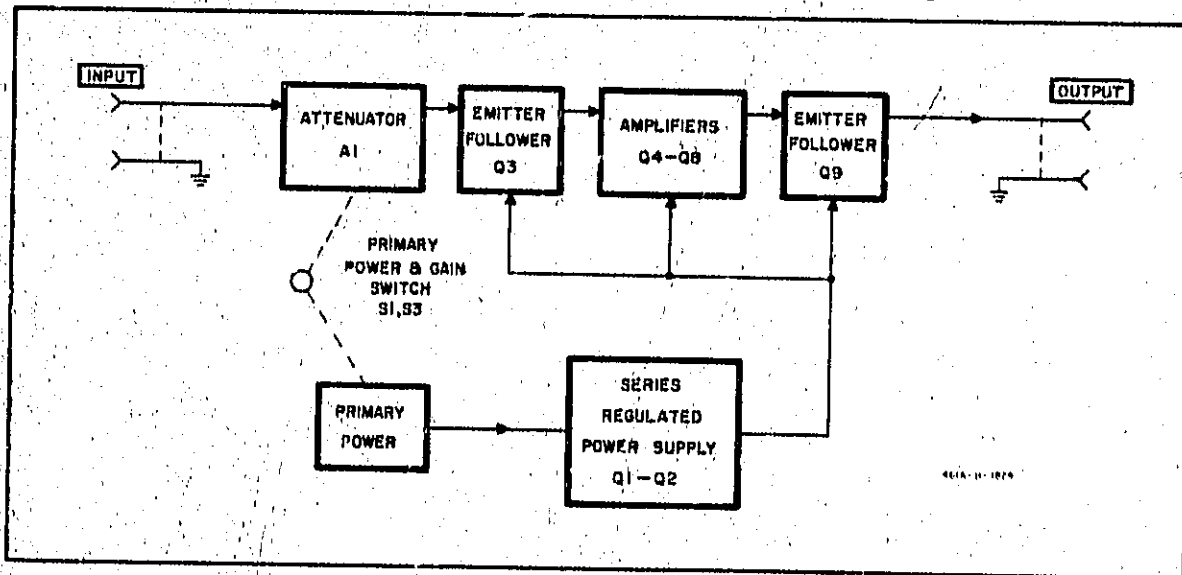 INPUT
OUTPUT
ATTENUATOR
A1
EMITTER
FOLLOWER
Q3
AMPLIFIERS
Q4-Q8
EMITTER
FOLLOWER
Q9
PRIMARY
POWER & GAIN
SWITCH
S1,S3
PRIMARY
POWER
SERIES
REGULATED
POWER SUPPLY
Q1-Q2